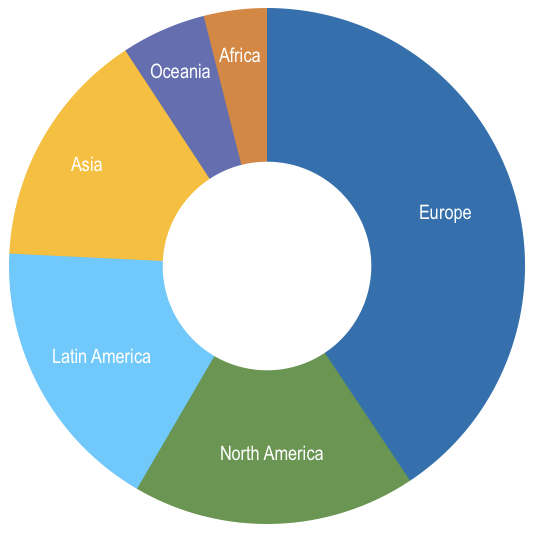 Africa
Oceania
Asia
Europe
Latin America
North America